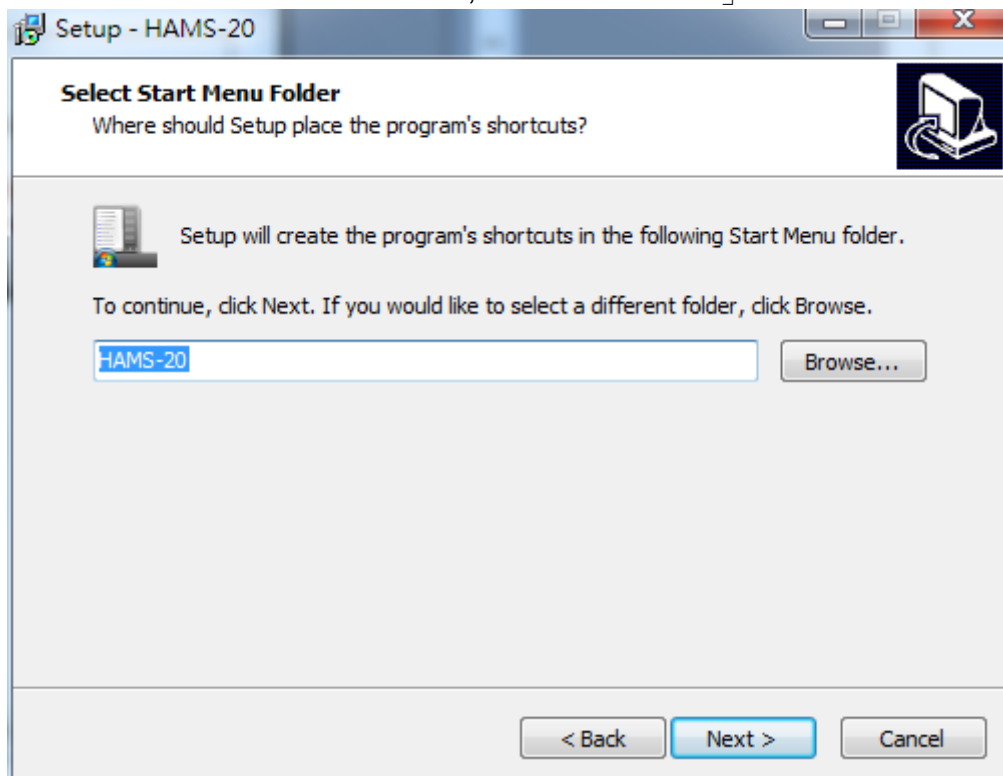 Setup - HAMS-20
Select Start Menu Folder
Where should Setup place the program's shortcuts?
Setup will create the program's shortcuts in the following Start Menu folder.
To continue, click Next. If you would like to select a different folder, click Browse.
HAMS-20
Browse...
< Back
Next >
Cancel